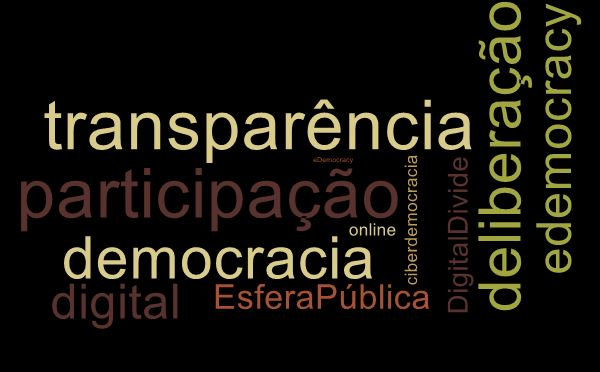 transparência
eDemocracy
participação
online
democracia
digital
EsferaPública
ciberdemocracia
DigitalDivide
deliberação
edemocracy